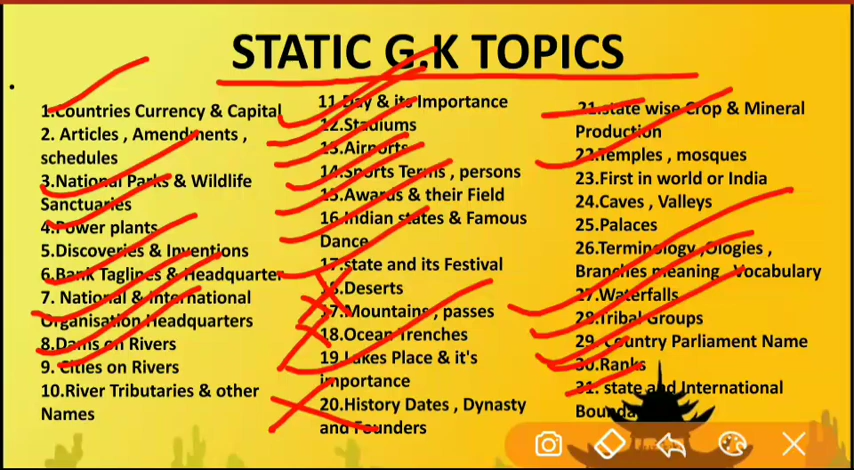 STATIC G.K TOPICS
1.Countries Currency & Capital
2. Articles , Amendments ,
schedules
3.National Parks & Wildlife
Sanctuaries
4.Power plants
5.Discoveries & Inventions
6.Bank Taglines & Headquarter
7. National & International
Organisation Headquarters
8.Dams on Rivers
9. Cities on Rivers
10.River Tributaries & other
Names
11.Day & its Importance
12.Stadiums
13.Airports
14.Sports Terms , persons
15.Awards & their Field
16.Indian states & Famous
Dance
17.state and its Festival
Deserts
17.Mountains , passes
18.Ocean Trenches
19.Lakes Place & it's
importance
20.History Dates , Dynasty
and Founders
21.state wise Crop & Mineral
Production
22.Temples , mosques
23.First in world or India
24.Caves , Valleys
25.Palaces
26.Terminology ,Ologies ,
Branches meaning , Vocabulary
27.Waterfalls
28.Tribal Groups
29. Country Parliament Name
30.Ranks
31. state and International